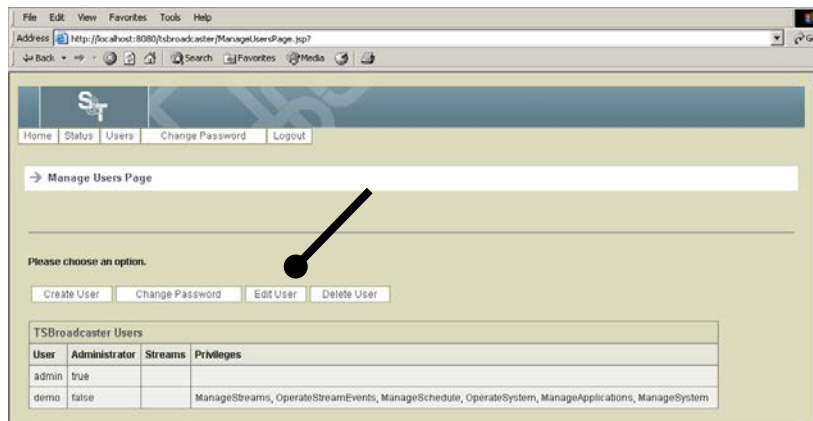 File Edit View Favorites Tools Help
Address http://localhost:8080/tsbroadcaster/ManageUsersPage.jsp?
Back Search Favorites Media
S T
Home Status Users Change Password Logout
Manage Users Page
Please choose an option.
Create User Change Password Edit User Delete User
TSBroadcaster Users
User Administrator Streams Privileges
admin true
demo false ManageStreams, OperateStreamEvents, ManageSchedule, OperateSystem, ManageApplications, ManageSystem